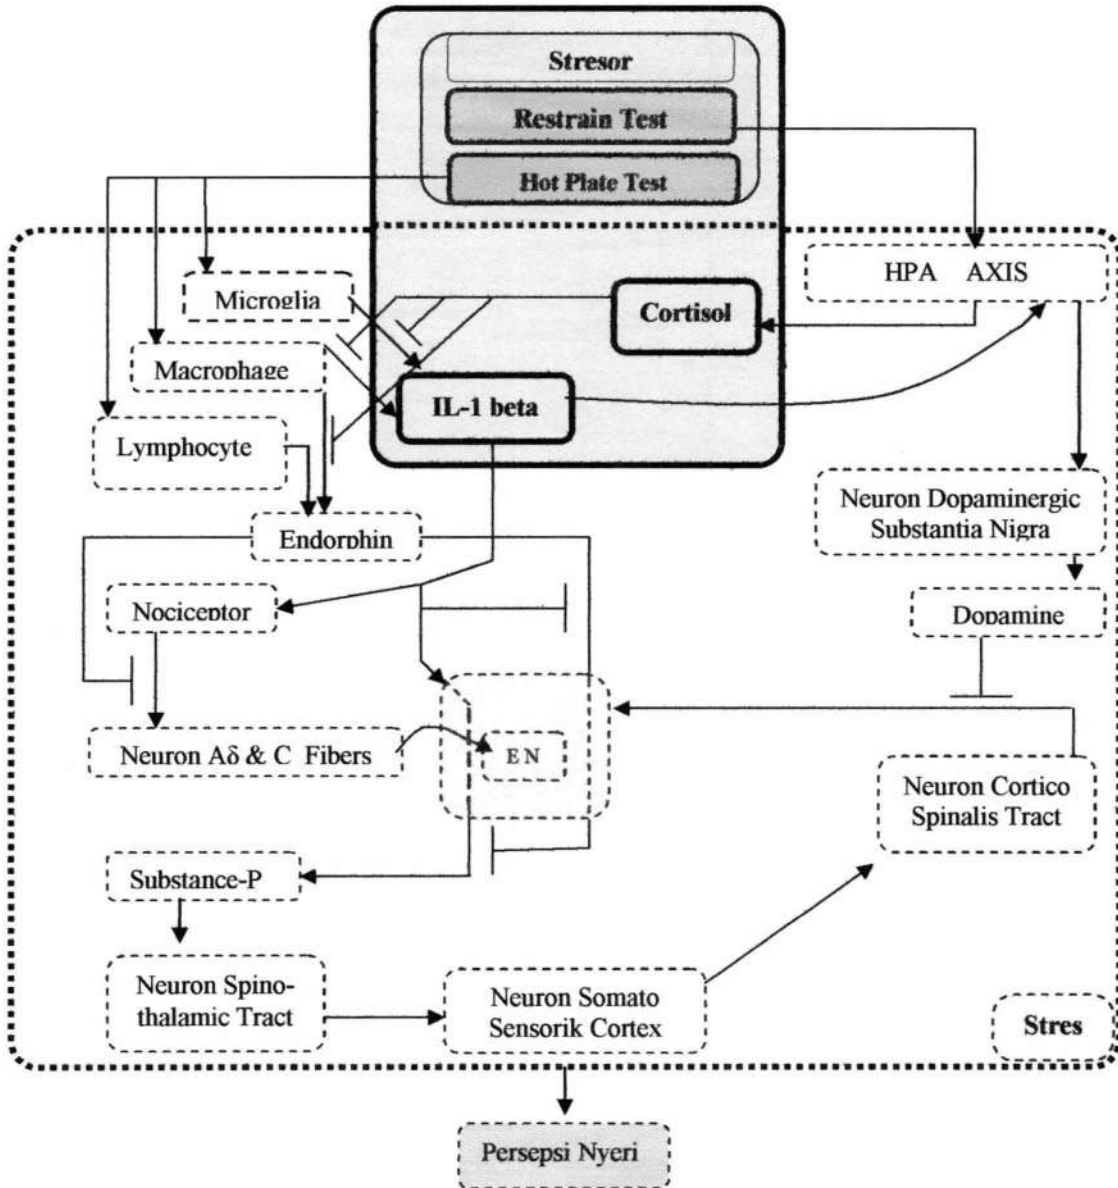 Stresor
Restrain Test
Hot Plate Test
HPA AXIS
Microglia
Cortisol
Macrophage
IL-1 beta
Lymphocyte
Neuron Dopaminergic
Substantia Nigra
Endorphin
Nociceptor
Dopamine
Neuron Aδ & C Fibers
E N
Neuron Cortico
Spinalis Tract
Substance-P
Neuron Spino-
thalamic Tract
Neuron Somato
Sensorik Cortex
Stres
Persepsi Nyeri